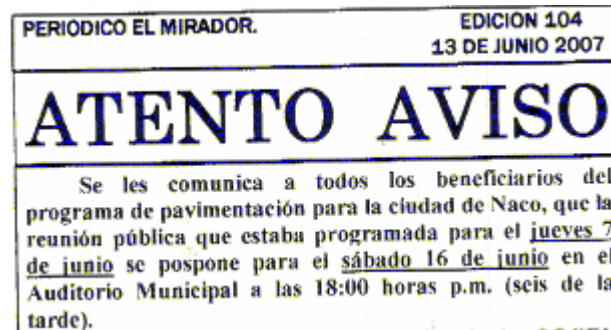 PERIODICO EL MIRADOR.
EDICION 104
13 DE JUNIO 2007
ATENTO AVISO
Se les comunica a todos los beneficiarios del
programa de pavimentación para la ciudad de Naco, que la
reunión pública que estaba programada para el jueves 7
de junio se pospone para el sábado 16 de junio en el
Auditorio Municipal a las 18:00 horas p.m. (seis de la
tarde).